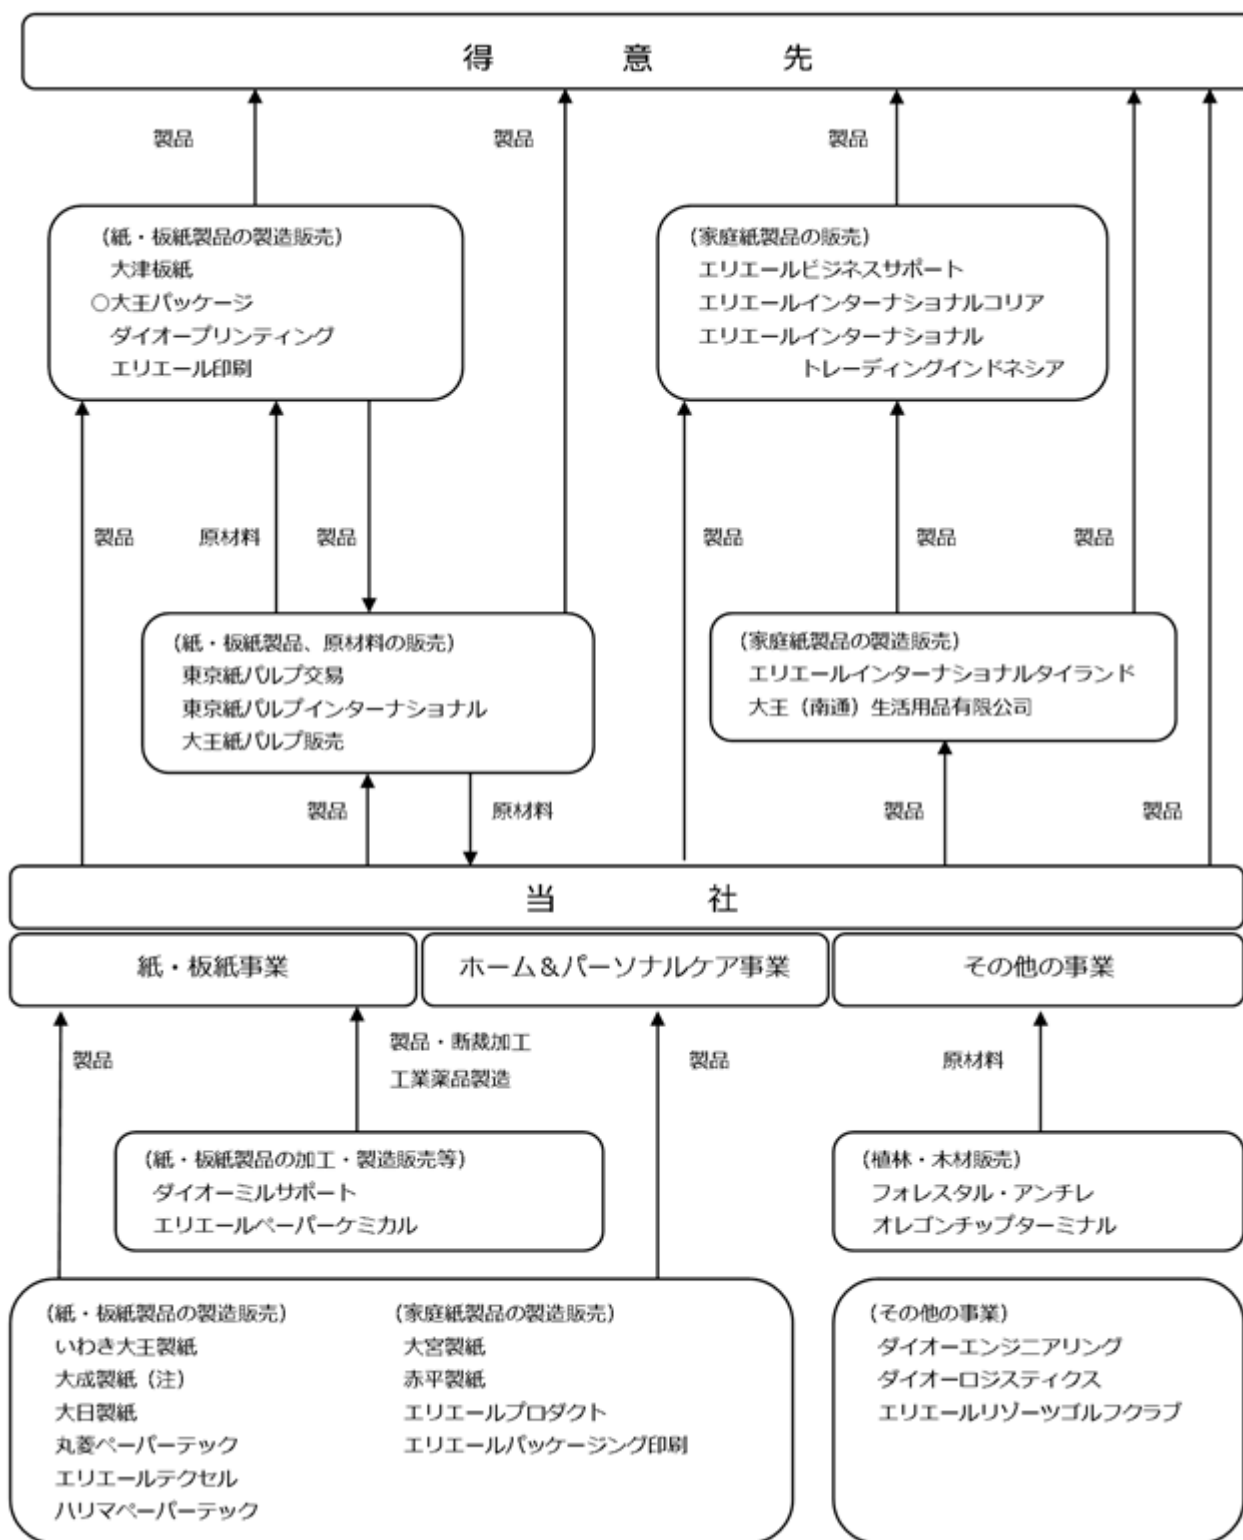 得意先
製品
製品
製品
(紙・板紙製品の製造販売)
大津板紙
○大王パッケージ
ダイオープリンティング
エリエール印刷
(家庭紙製品の販売)
エリエールビジネスサポート
エリエールインターナショナルコリア
エリエールインターナショナル
トレーディングインドネシア
製品
原材料
製品
製品
製品
製品
(紙・板紙製品、原材料の販売)
東京紙パルプ交易
東京紙パルプインターナショナル
大王紙パルプ販売
(家庭紙製品の製造販売)
エリエールインターナショナルタイランド
大王（南通）生活用品有限公司
製品
原材料
製品
製品
当社
紙・板紙事業
ホーム＆パーソナルケア事業
その他の事業
製品
製品・断裁加工
工業薬品製造
製品
原材料
(紙・板紙製品の加工・製造販売等)
ダイオーミルサポート
エリエールペーパーケミカル
(植林・木材販売)
フォレスタル・アンチレ
オレゴンチップターミナル
(紙・板紙製品の製造販売)
いわき大王製紙
大成製紙（注）
大日製紙
丸菱ペーパーテック
エリエールテクセル
ハリマペーパーテック
(家庭紙製品の製造販売)
大宮製紙
赤平製紙
エリエールプロダクト
エリエールパッケージング印刷
(その他の事業)
ダイオーエンジニアリング
ダイオーロジスティクス
エリエールリゾーツゴルフクラブ